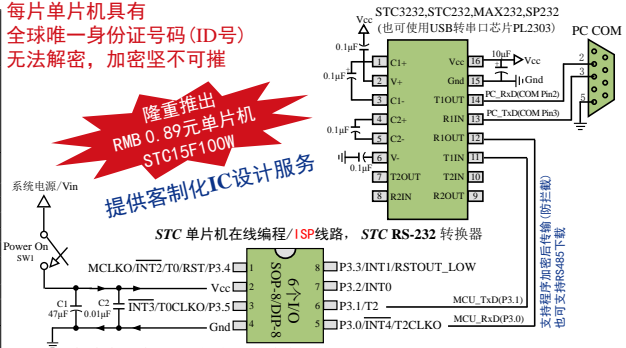 每片单片机具有
全球唯一身份证号码(ID号)
无法解密，加密坚不可摧
隆重推出
RMB 0.89元单片机
STC15F100W
提供客制化IC设计服务
STC3232,STC232,MAX232,SP232
(也可使用USB转串口芯片PL2303)
PC COM
Vcc
0.1μF
0.1μF
0.1μF
0.1μF
1 C1+
2 V+
3 C1-
4 C2+
5 C2-
6 V-
7 T2OUT
8 R2IN
Vcc 16
Gnd 15
T1OUT 14
R1IN 13
R1OUT 12
T1IN 11
T2IN 10
R2OUT 9
10μF
Vcc
Gnd
PC_RxD(COM Pin2)
PC_TxD(COM Pin3)
2
3
5
系统电源/Vin
Power On
SW1
C1
47μF
C2
0.01μF
STC 单片机在线编程/ISP线路， STC RS-232 转换器
MCLKO/INT2/T0/RST/P3.4 1
Vcc 2
INT3/T0CLKO/P3.5 3
Gnd 4
6个I/O
SOP-8/DIP-8
8 P3.3/INT1/RSTOUT_LOW
7 P3.2/INT0
6 P3.1/T2
5 P3.0/INT4/T2CLKO
MCU_TxD(P3.1)
MCU_RxD(P3.0)
支持程序加密后传输(防拦截)
也可支持RS485下载